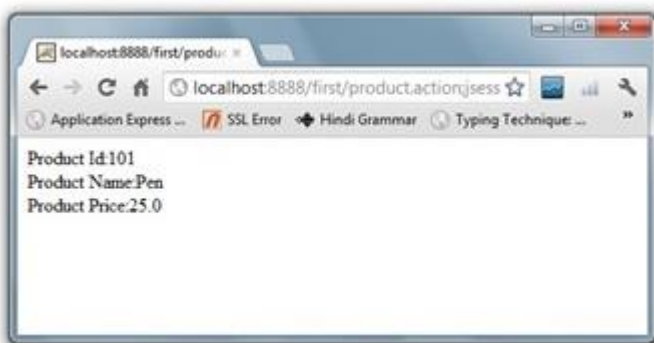 localhost:8888/first/produc
localhost:8888/first/product.action;jsess
Application Express ... SSL Error Hindi Grammar Typing Technique: ...
Product Id:101
Product Name:Pen
Product Price:25.0